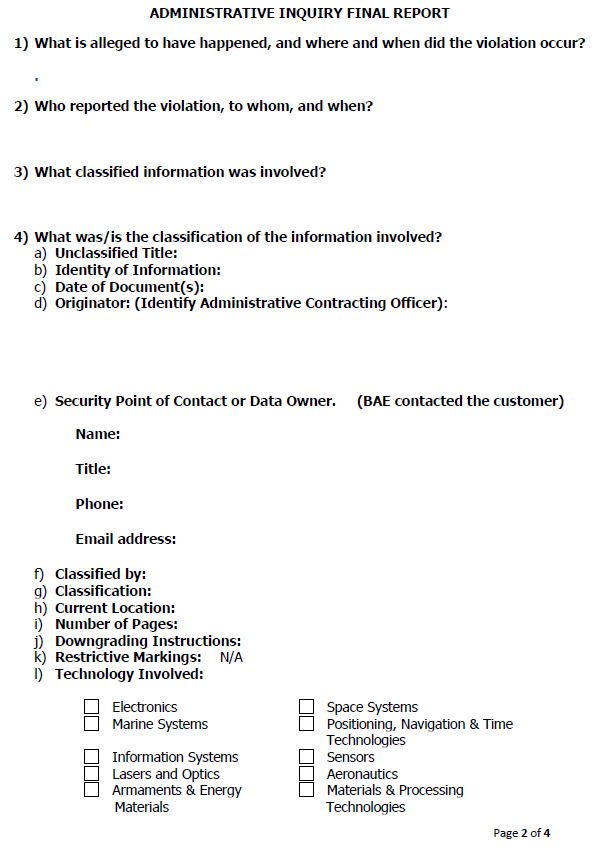 ADMINISTRATIVE INQUIRY FINAL REPORT
1) What is alleged to have happened, and where and when did the violation occur?
.
2) Who reported the violation, to whom, and when?
3) What classified information was involved?
4) What was/is the classification of the information involved?
a) Unclassified Title:
b) Identity of Information:
c) Date of Document(s):
d) Originator: (Identify Administrative Contracting Officer):
e) Security Point of Contact or Data Owner. (BAE contacted the customer)
Name:
Title:
Phone:
Email address:
f) Classified by:
g) Classification:
h) Current Location:
i) Number of Pages:
j) Downgrading Instructions:
k) Restrictive Markings: N/A
l) Technology Involved:
Electronics
Marine Systems
Information Systems
Lasers and Optics
Armaments & Energy
Materials
Space Systems
Positioning, Navigation & Time
Technologies
Sensors
Aeronautics
Materials & Processing
Technologies
Page 2 of 4